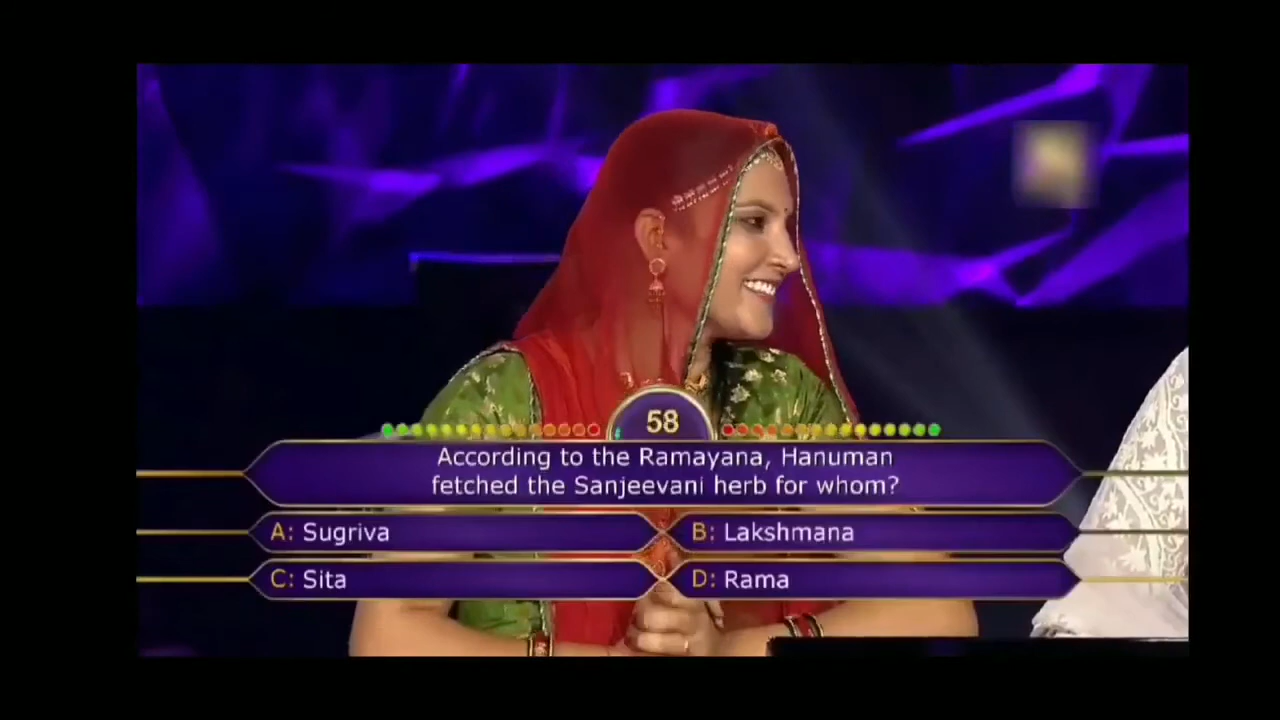 58
According to the Ramayana, Hanuman
fetched the Sanjeevani herb for whom?
A: Sugriva
B: Lakshmana
C: Sita
D: Rama